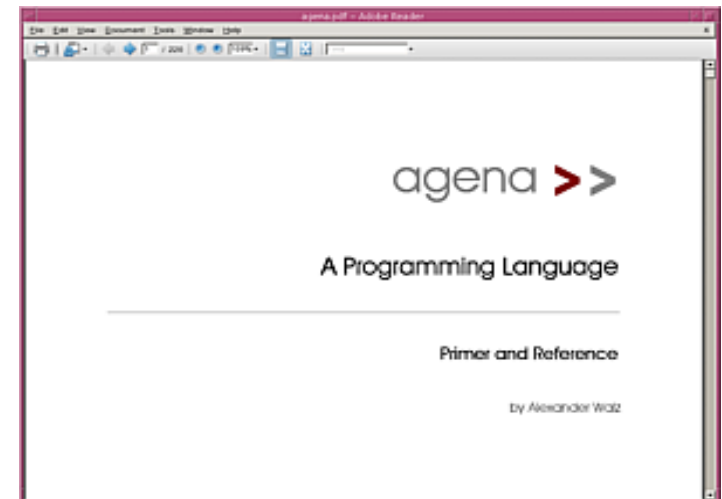 agena.pdf - Adobe Reader
File Edit View Document Tools Window Help
agena >>
A Programming Language
Primer and Reference
by Alexander Walz